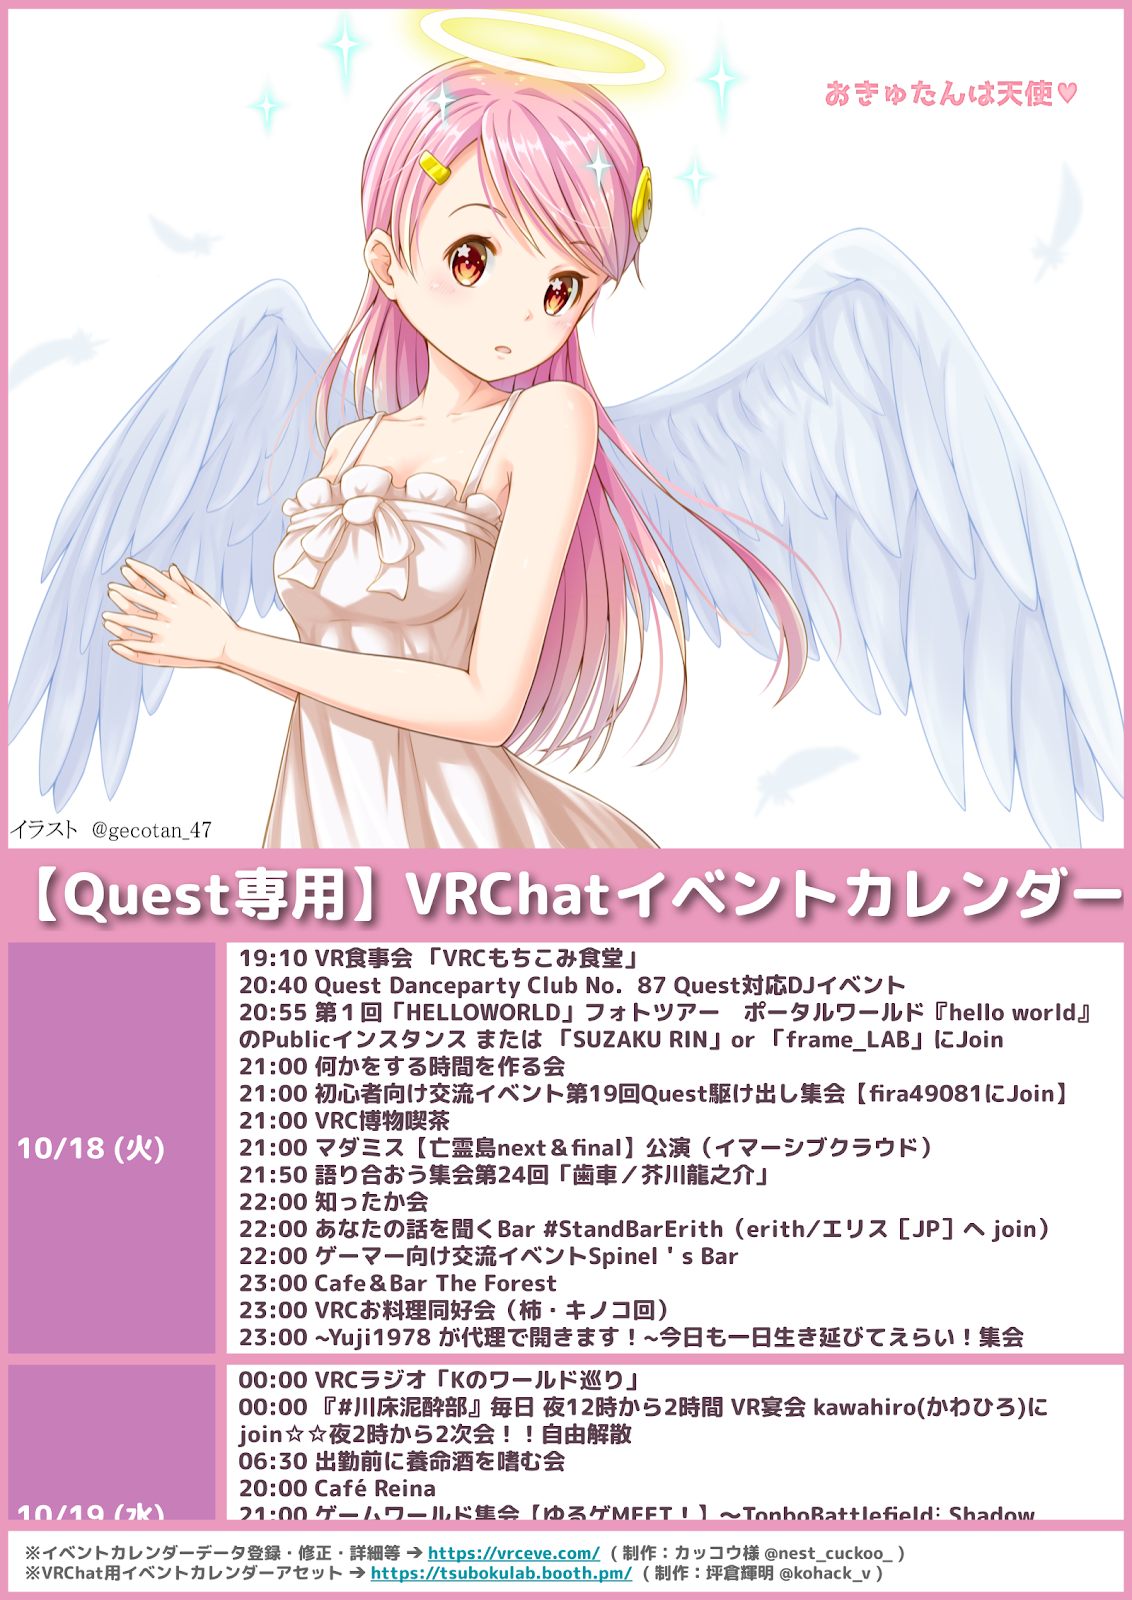 おきゅたんは天使♥
イラスト @gecotan_47
【Quest専用】VRChatイベントカレンダー
10/18 (火)
19:10 VR食事会 「VRCもちこみ食堂」
20:40 Quest Danceparty Club No．87 Quest対応DJイベント
20:55 第１回「HELLOWORLD」フォトツアー　ポータルワールド『hello world』
のPublicインスタンス または 「SUZAKU RIN」or 「frame_LAB」にJoin
21:00 何かをする時間を作る会
21:00 初心者向け交流イベント第19回Quest駆け出し集会【fira49081にJoin】
21:00 VRC博物喫茶
21:00 マダミス【亡霊島next＆final】公演（イマーシブクラウド）
21:50 語り合おう集会第24回「歯車／芥川龍之介」
22:00 知ったか会
22:00 あなたの話を聞くBar #StandBarErith（erith/エリス［JP］へ join）
22:00 ゲーマー向け交流イベントSpinel＇s Bar
23:00 Cafe＆Bar The Forest
23:00 VRCお料理同好会（柿・キノコ回）
23:00 ~Yuji1978 が代理で開きます！~今日も一日生き延びてえらい！集会
10/19 (水)
00:00 VRCラジオ「Kのワールド巡り」
00:00 『#川床泥酔部』毎日 夜12時から2時間 VR宴会 kawahiro(かわひろ)に
join☆☆夜2時から2次会！！自由解散
06:30 出勤前に養命酒を嗜む会
20:00 Café Reina
21:00 ゲームワールド集会【ゆるゲMEET！】〜TonboBattlefield: Shadow
※イベントカレンダーデータ登録・修正・詳細等 ➔ https://vrceve.com/ （ 制作：カッコウ様 @nest_cuckoo_ ）
※VRChat用イベントカレンダーアセット ➔ https://tsubokulab.booth.pm/ （ 制作：坪倉輝明 @kohack_v ）